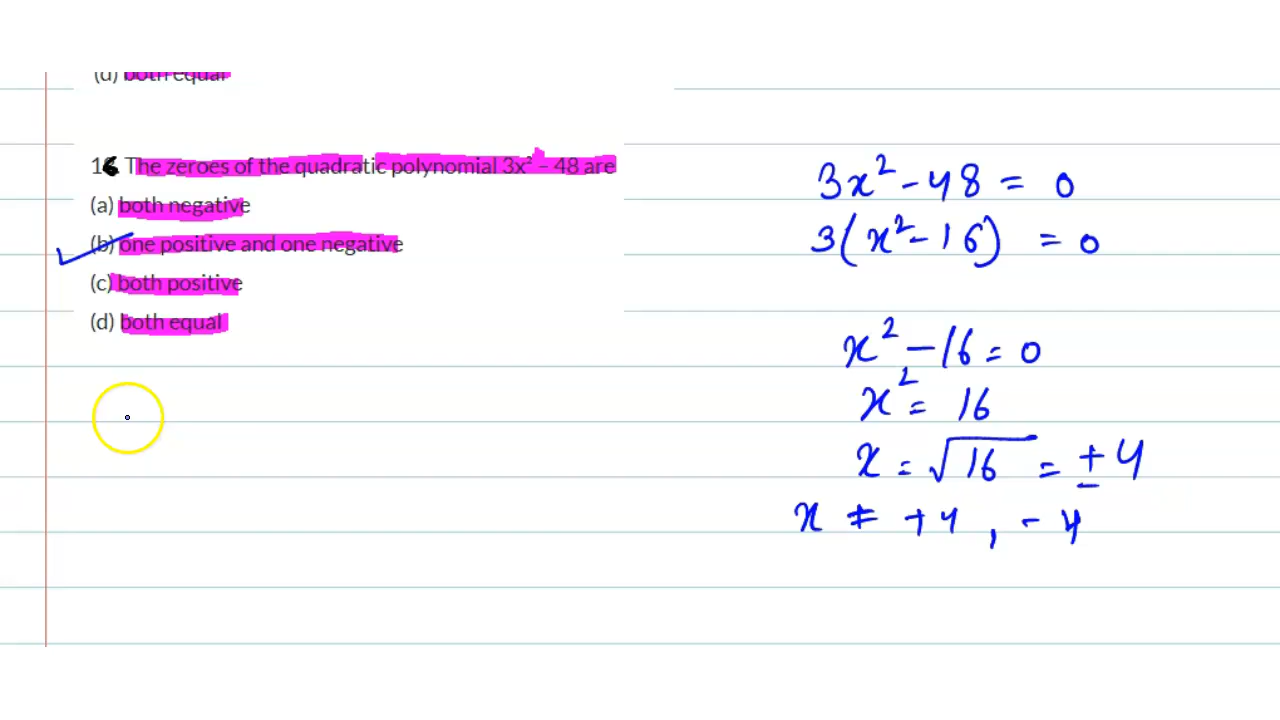 (d) both equal
16 The zeroes of the quadratic polynomial 3x² – 48 are
(a) both negative
(b) one positive and one negative
(c) both positive
(d) both equal
3x² - 48 = 0
3(x² - 16) = 0
x² - 16 = 0
x² = 16
x = √16 = ± 4
x = +4, -4